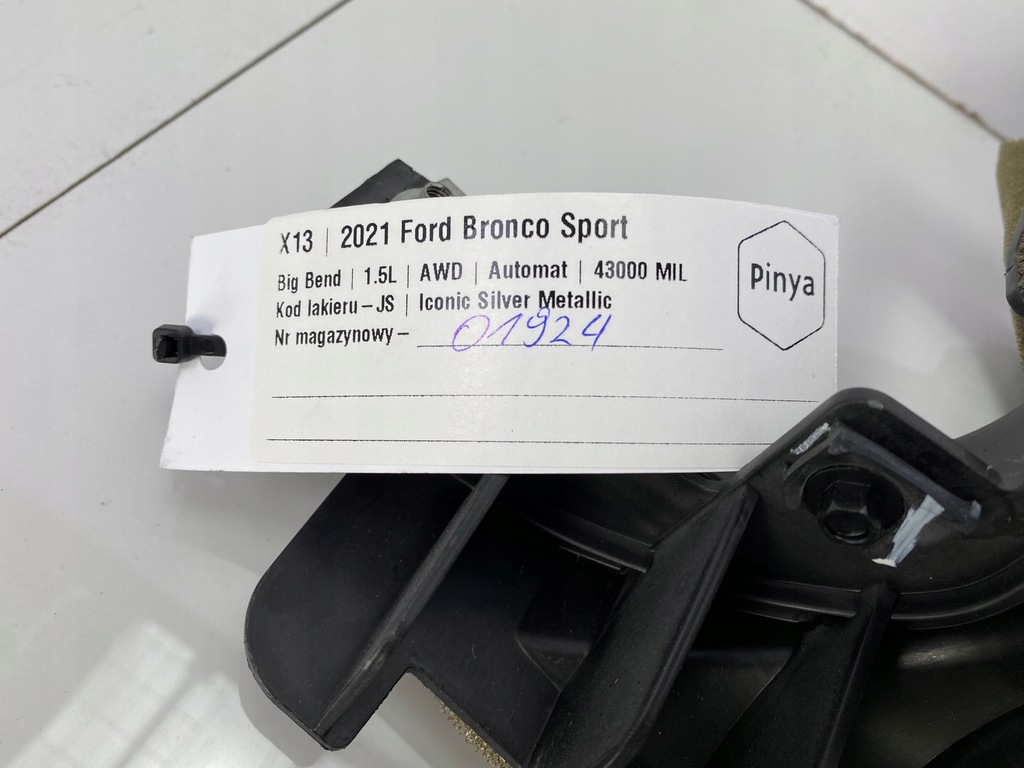 X13 | 2021 Ford Bronco Sport
Big Bend | 1.5L | AWD | Automat | 43000 MIL
Kod lakieru – JS | Iconic Silver Metallic
Nr magazynowy – 01924
Pinya